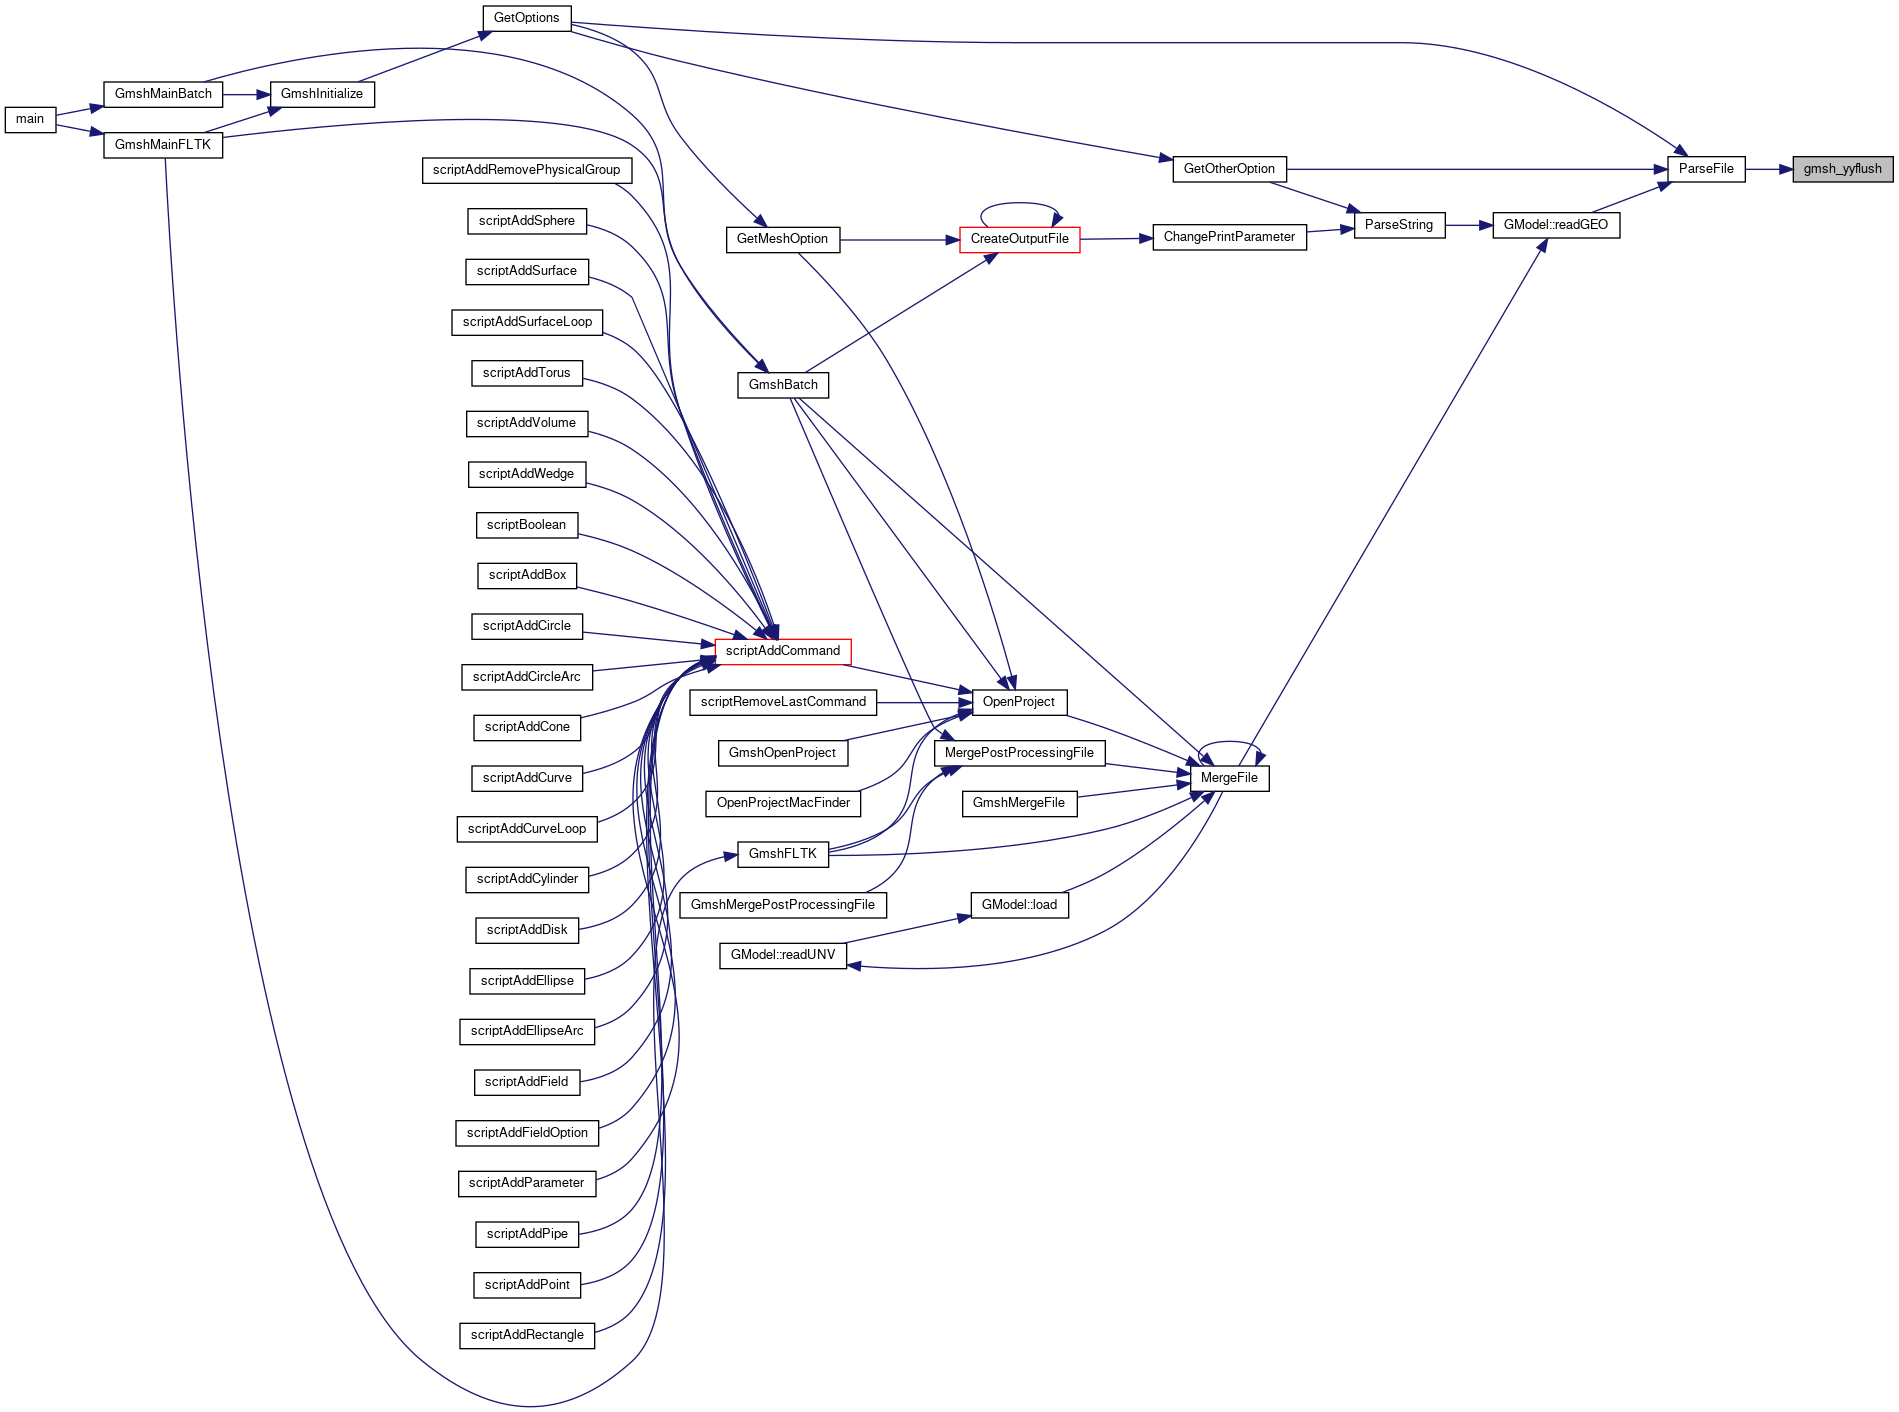 GetOptions
GmshMainBatch
GmshInitialize
main
GmshMainFLTK
scriptAddRemovePhysicalGroup
GetOtherOption
ParseFile
gmsh_yyflush
scriptAddSphere
GetMeshOption
CreateOutputFile
ChangePrintParameter
ParseString
GModel::readGEO
scriptAddSurface
scriptAddSurfaceLoop
scriptAddTorus
GmshBatch
scriptAddVolume
scriptAddWedge
scriptBoolean
scriptAddBox
scriptAddCircle
scriptAddCommand
scriptAddCircleArc
scriptRemoveLastCommand
OpenProject
scriptAddCone
GmshOpenProject
MergePostProcessingFile
scriptAddCurve
MergeFile
OpenProjectMacFinder
GmshMergeFile
scriptAddCurveLoop
GmshFLTK
scriptAddCylinder
GmshMergePostProcessingFile
GModel::load
scriptAddDisk
GModel::readUNV
scriptAddEllipse
scriptAddEllipseArc
scriptAddField
scriptAddFieldOption
scriptAddParameter
scriptAddPipe
scriptAddPoint
scriptAddRectangle